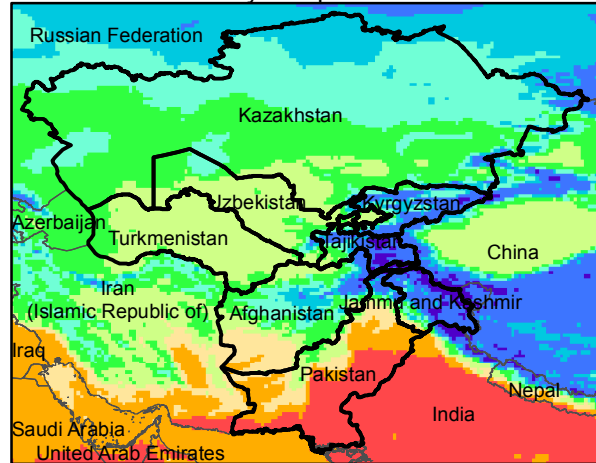 Russian Federation
Kazakhstan
Uzbekistan
Kyrgyzstan
Azerbaijan
Turkmenistan
Tajikistan
China
Iran
(Islamic Republic of)
Afghanistan
Jammu and Kashmir
Iraq
Pakistan
Nepal
India
Saudi Arabia
United Arab Emirates